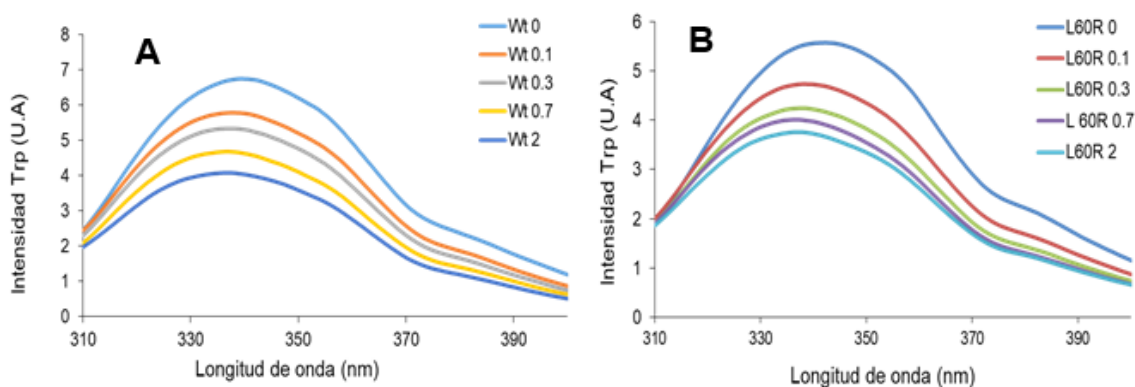 A
Intensidad Trp (U.A)
8
7
6
5
4
3
2
1
0
310
330
350
370
390
Longitud de onda (nm)
Wt 0
Wt 0.1
Wt 0.3
Wt 0.7
Wt 2
B
Intensidad Trp (U.A)
6
5
4
3
2
1
0
310
330
350
370
390
Longitud de onda (nm)
L60R 0
L60R 0.1
L60R 0.3
L 60R 0.7
L60R 2